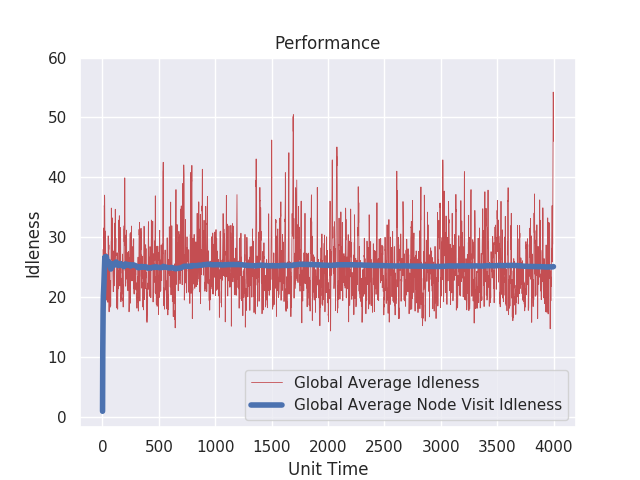 Performance
60
50
40
30
20
10
0
Idleness
Global Average Idleness
Global Average Node Visit Idleness
0 500 1000 1500 2000 2500 3000 3500 4000
Unit Time